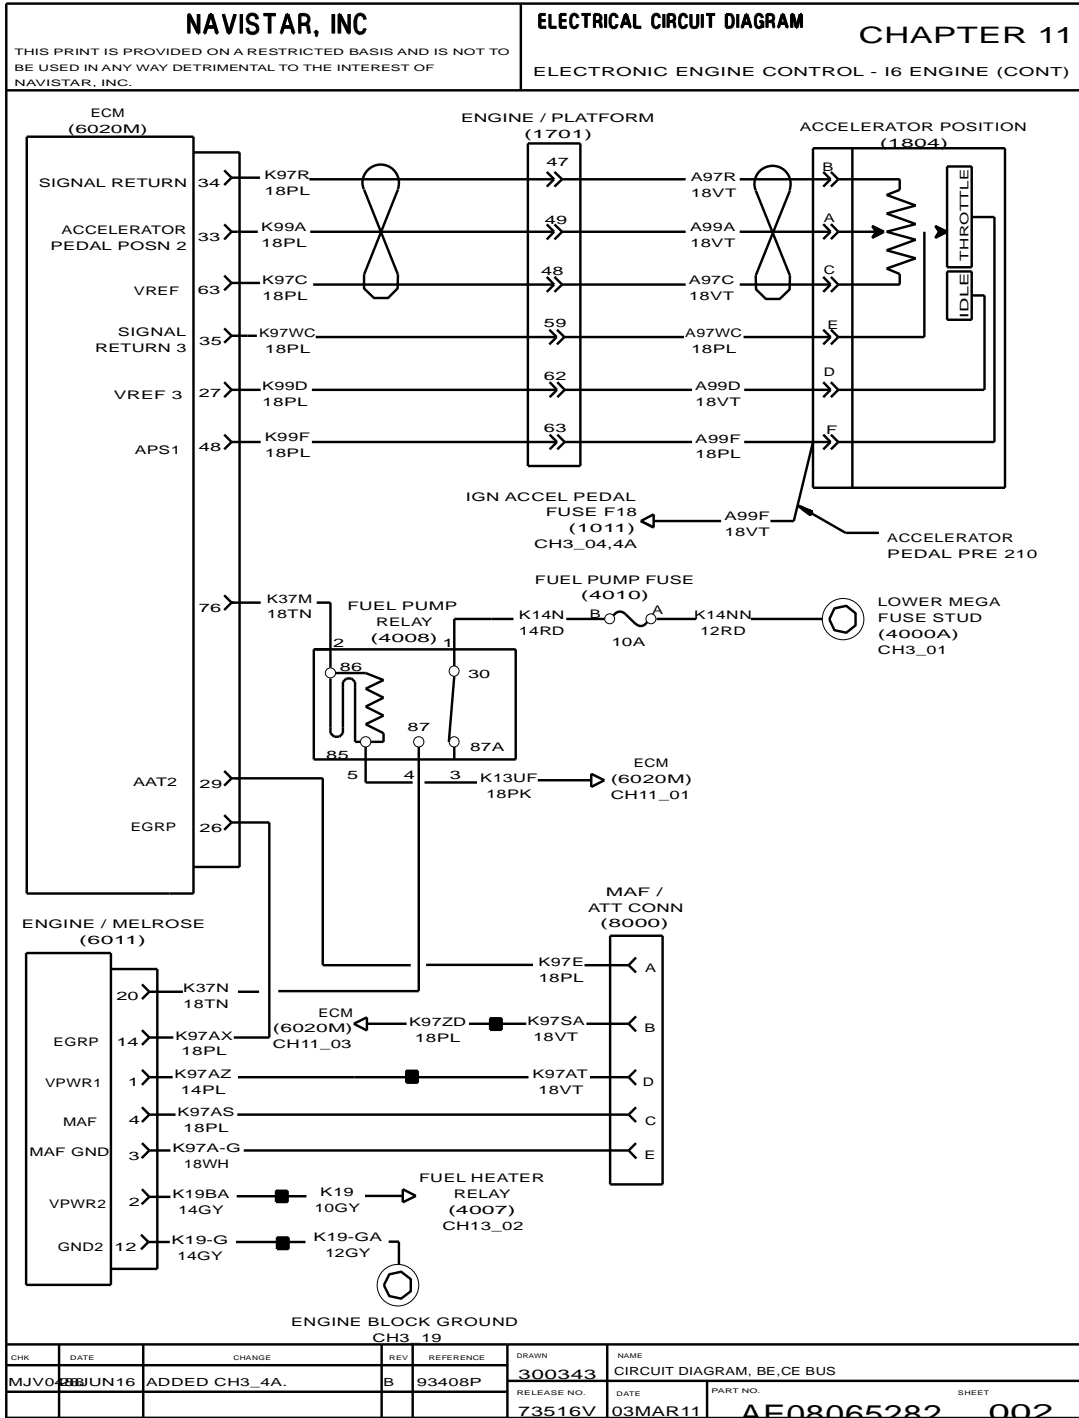 NAVISTAR, INC
THIS PRINT IS PROVIDED ON A RESTRICTED BASIS AND IS NOT TO
BE USED IN ANY WAY DETRIMENTAL TO THE INTEREST OF
NAVISTAR, INC.
ELECTRICAL CIRCUIT DIAGRAM
CHAPTER 11
ELECTRONIC ENGINE CONTROL - I6 ENGINE (CONT)
ECM
(6020M)
ENGINE / PLATFORM
(1701)
ACCELERATOR POSITION
(1804)
SIGNAL RETURN 34 K97R 47 A97R B
18PL 18VT
ACCELERATOR
PEDAL POSN 2 33 K99A 49 A99A A
18PL 18VT
VREF 63 K97C 48 A97C C
18PL 18VT
SIGNAL
RETURN 3 35 K97WC 59 A97WC E
18PL 18PL
VREF 3 27 K99D 62 A99D D
18PL 18VT
APS1 48 K99F 63 A99F F
18PL 18PL
THROTTLE
IDLE
IGN ACCEL PEDAL
FUSE F18
(1011)
CH3_04,4A
A99F
18VT
ACCELERATOR
PEDAL PRE 210
76 K37M
18TN
FUEL PUMP
RELAY
(4008)
2 1
86 30
87
85 87A
5 4 3
FUEL PUMP FUSE
(4010)
K14N B A K14NN
14RD 10A 12RD
LOWER MEGA
FUSE STUD
(4000A)
CH3_01
K13UF
18PK
ECM
(6020M)
CH11_01
AAT2 29
EGRP 26
MAF /
ATT CONN
(8000)
ENGINE / MELROSE
(6011)
K97E A
18PL
20 K37N
18TN
ECM
(6020M)
CH11_03
K97ZD K97SA B
18PL 18VT
EGRP 14 K97AX
18PL
VPWR1 1 K97AZ K97AT D
14PL 18VT
MAF 4 K97AS C
18PL
MAF GND 3 K97A-G E
18WH
VPWR2 2 K19BA K19
14GY 10GY
FUEL HEATER
RELAY
(4007)
CH13_02
GND2 12 K19-G K19-GA
14GY 12GY
ENGINE BLOCK GROUND
CH3_19
CHK DATE CHANGE REV REFERENCE
ADDED CH3_4A. B 93408P
DRAWN
300343
NAME
CIRCUIT DIAGRAM, BE,CE BUS
RELEASE NO.
73516V
DATE
03MAR11
PART NO.
AE08065282
SHEET
002